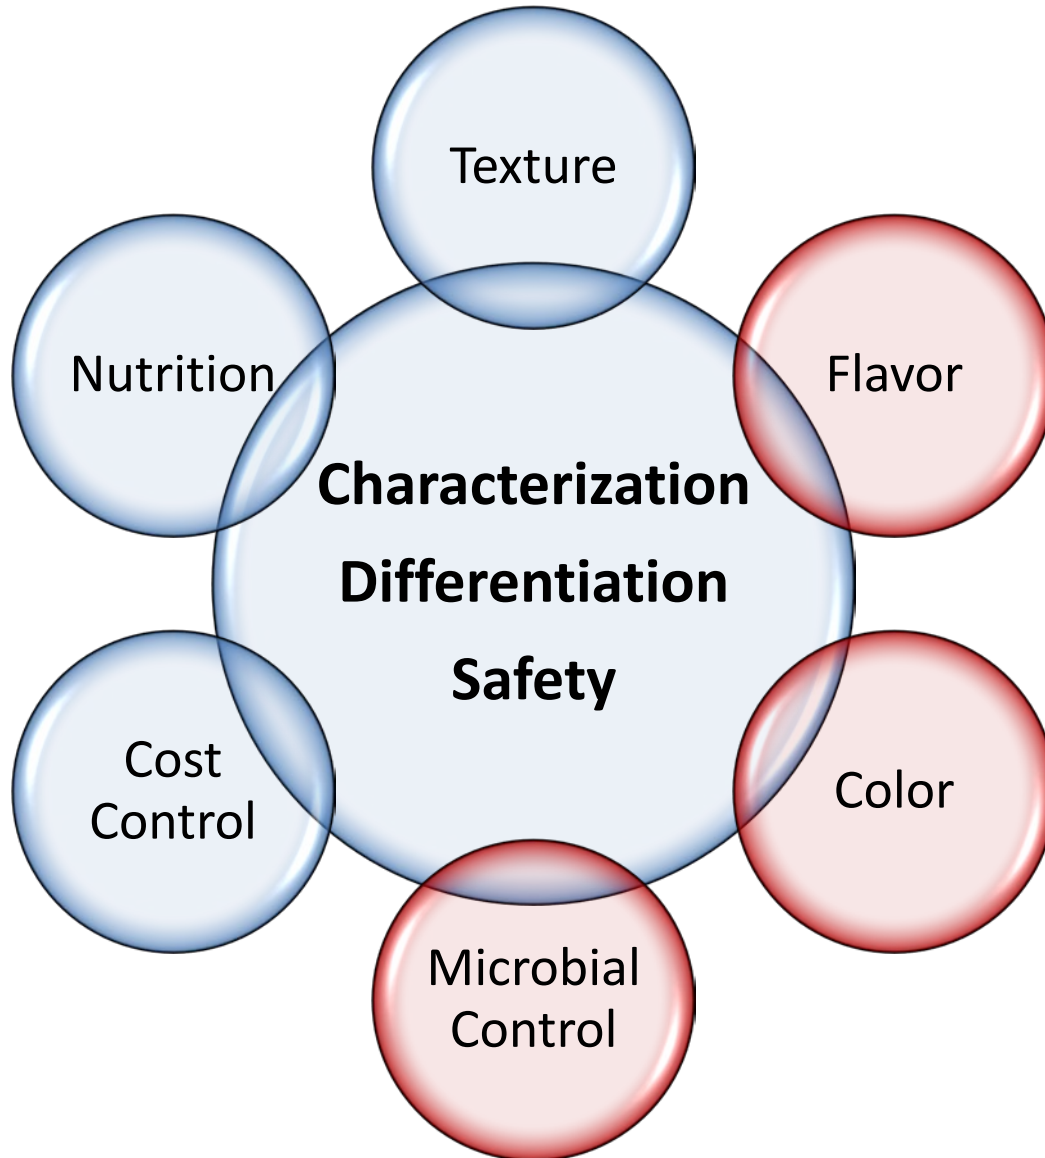 Texture
Flavor
Nutrition
Characterization
Differentiation
Safety
Cost
Control
Color
Microbial
Control